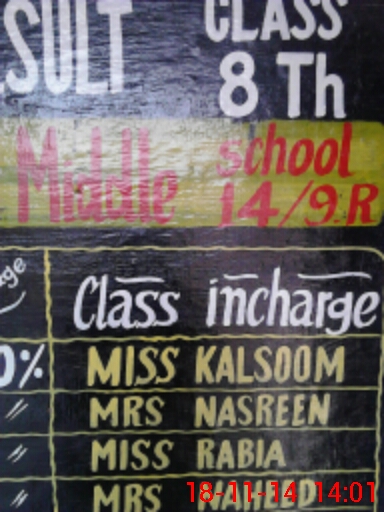 SULT CLASS
8 Th
Middle school
14/9.R
Class incharge
0% MISS KALSOOM
〃 MRS NASREEN
〃 MISS RABIA
〃 MRS NAHEED
18-11-14 14:01